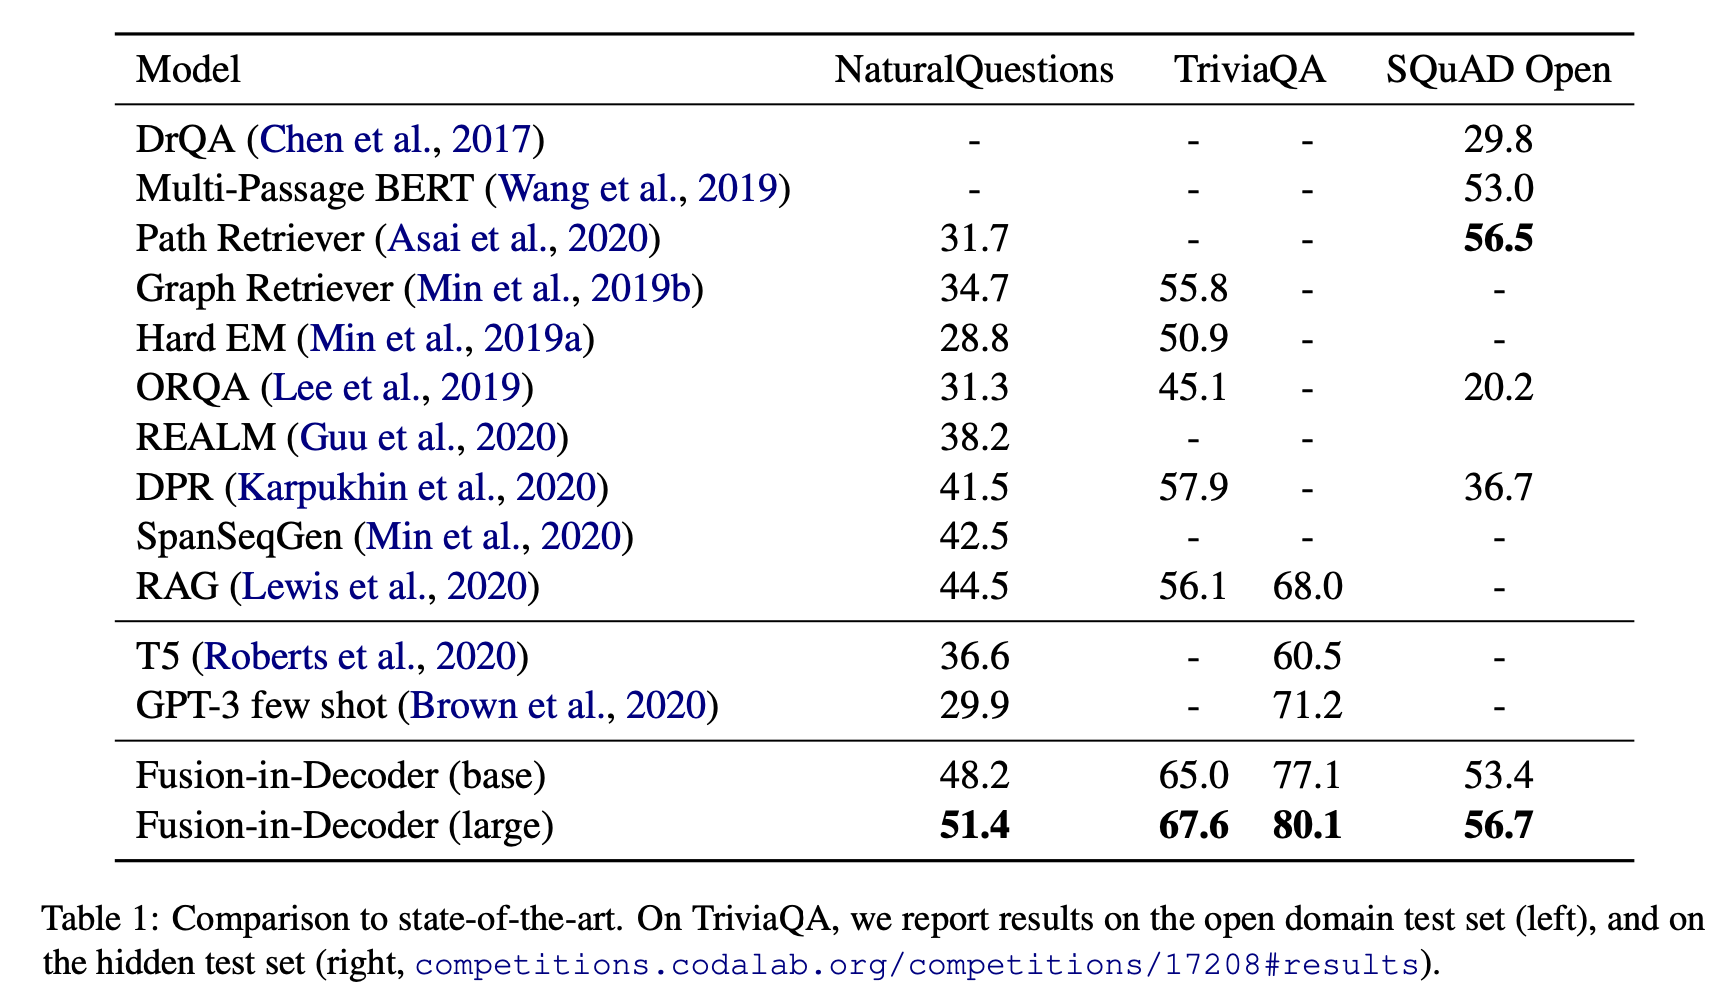 Model NaturalQuestions TriviaQA SQuAD Open
DrQA (Chen et al., 2017) - - - 29.8
Multi-Passage BERT (Wang et al., 2019) - - - 53.0
Path Retriever (Asai et al., 2020) 31.7 - - 56.5
Graph Retriever (Min et al., 2019b) 34.7 55.8 - -
Hard EM (Min et al., 2019a) 28.8 50.9 - -
ORQA (Lee et al., 2019) 31.3 45.1 - 20.2
REALM (Guu et al., 2020) 38.2 - -
DPR (Karpukhin et al., 2020) 41.5 57.9 - 36.7
SpanSeqGen (Min et al., 2020) 42.5 - - -
RAG (Lewis et al., 2020) 44.5 56.1 68.0 -
T5 (Roberts et al., 2020) 36.6 - 60.5 -
GPT-3 few shot (Brown et al., 2020) 29.9 - 71.2 -
Fusion-in-Decoder (base) 48.2 65.0 77.1 53.4
Fusion-in-Decoder (large) 51.4 67.6 80.1 56.7
Table 1: Comparison to state-of-the-art. On TriviaQA, we report results on the open domain test set (left), and on
the hidden test set (right, competitions.codalab.org/competitions/17208#results).